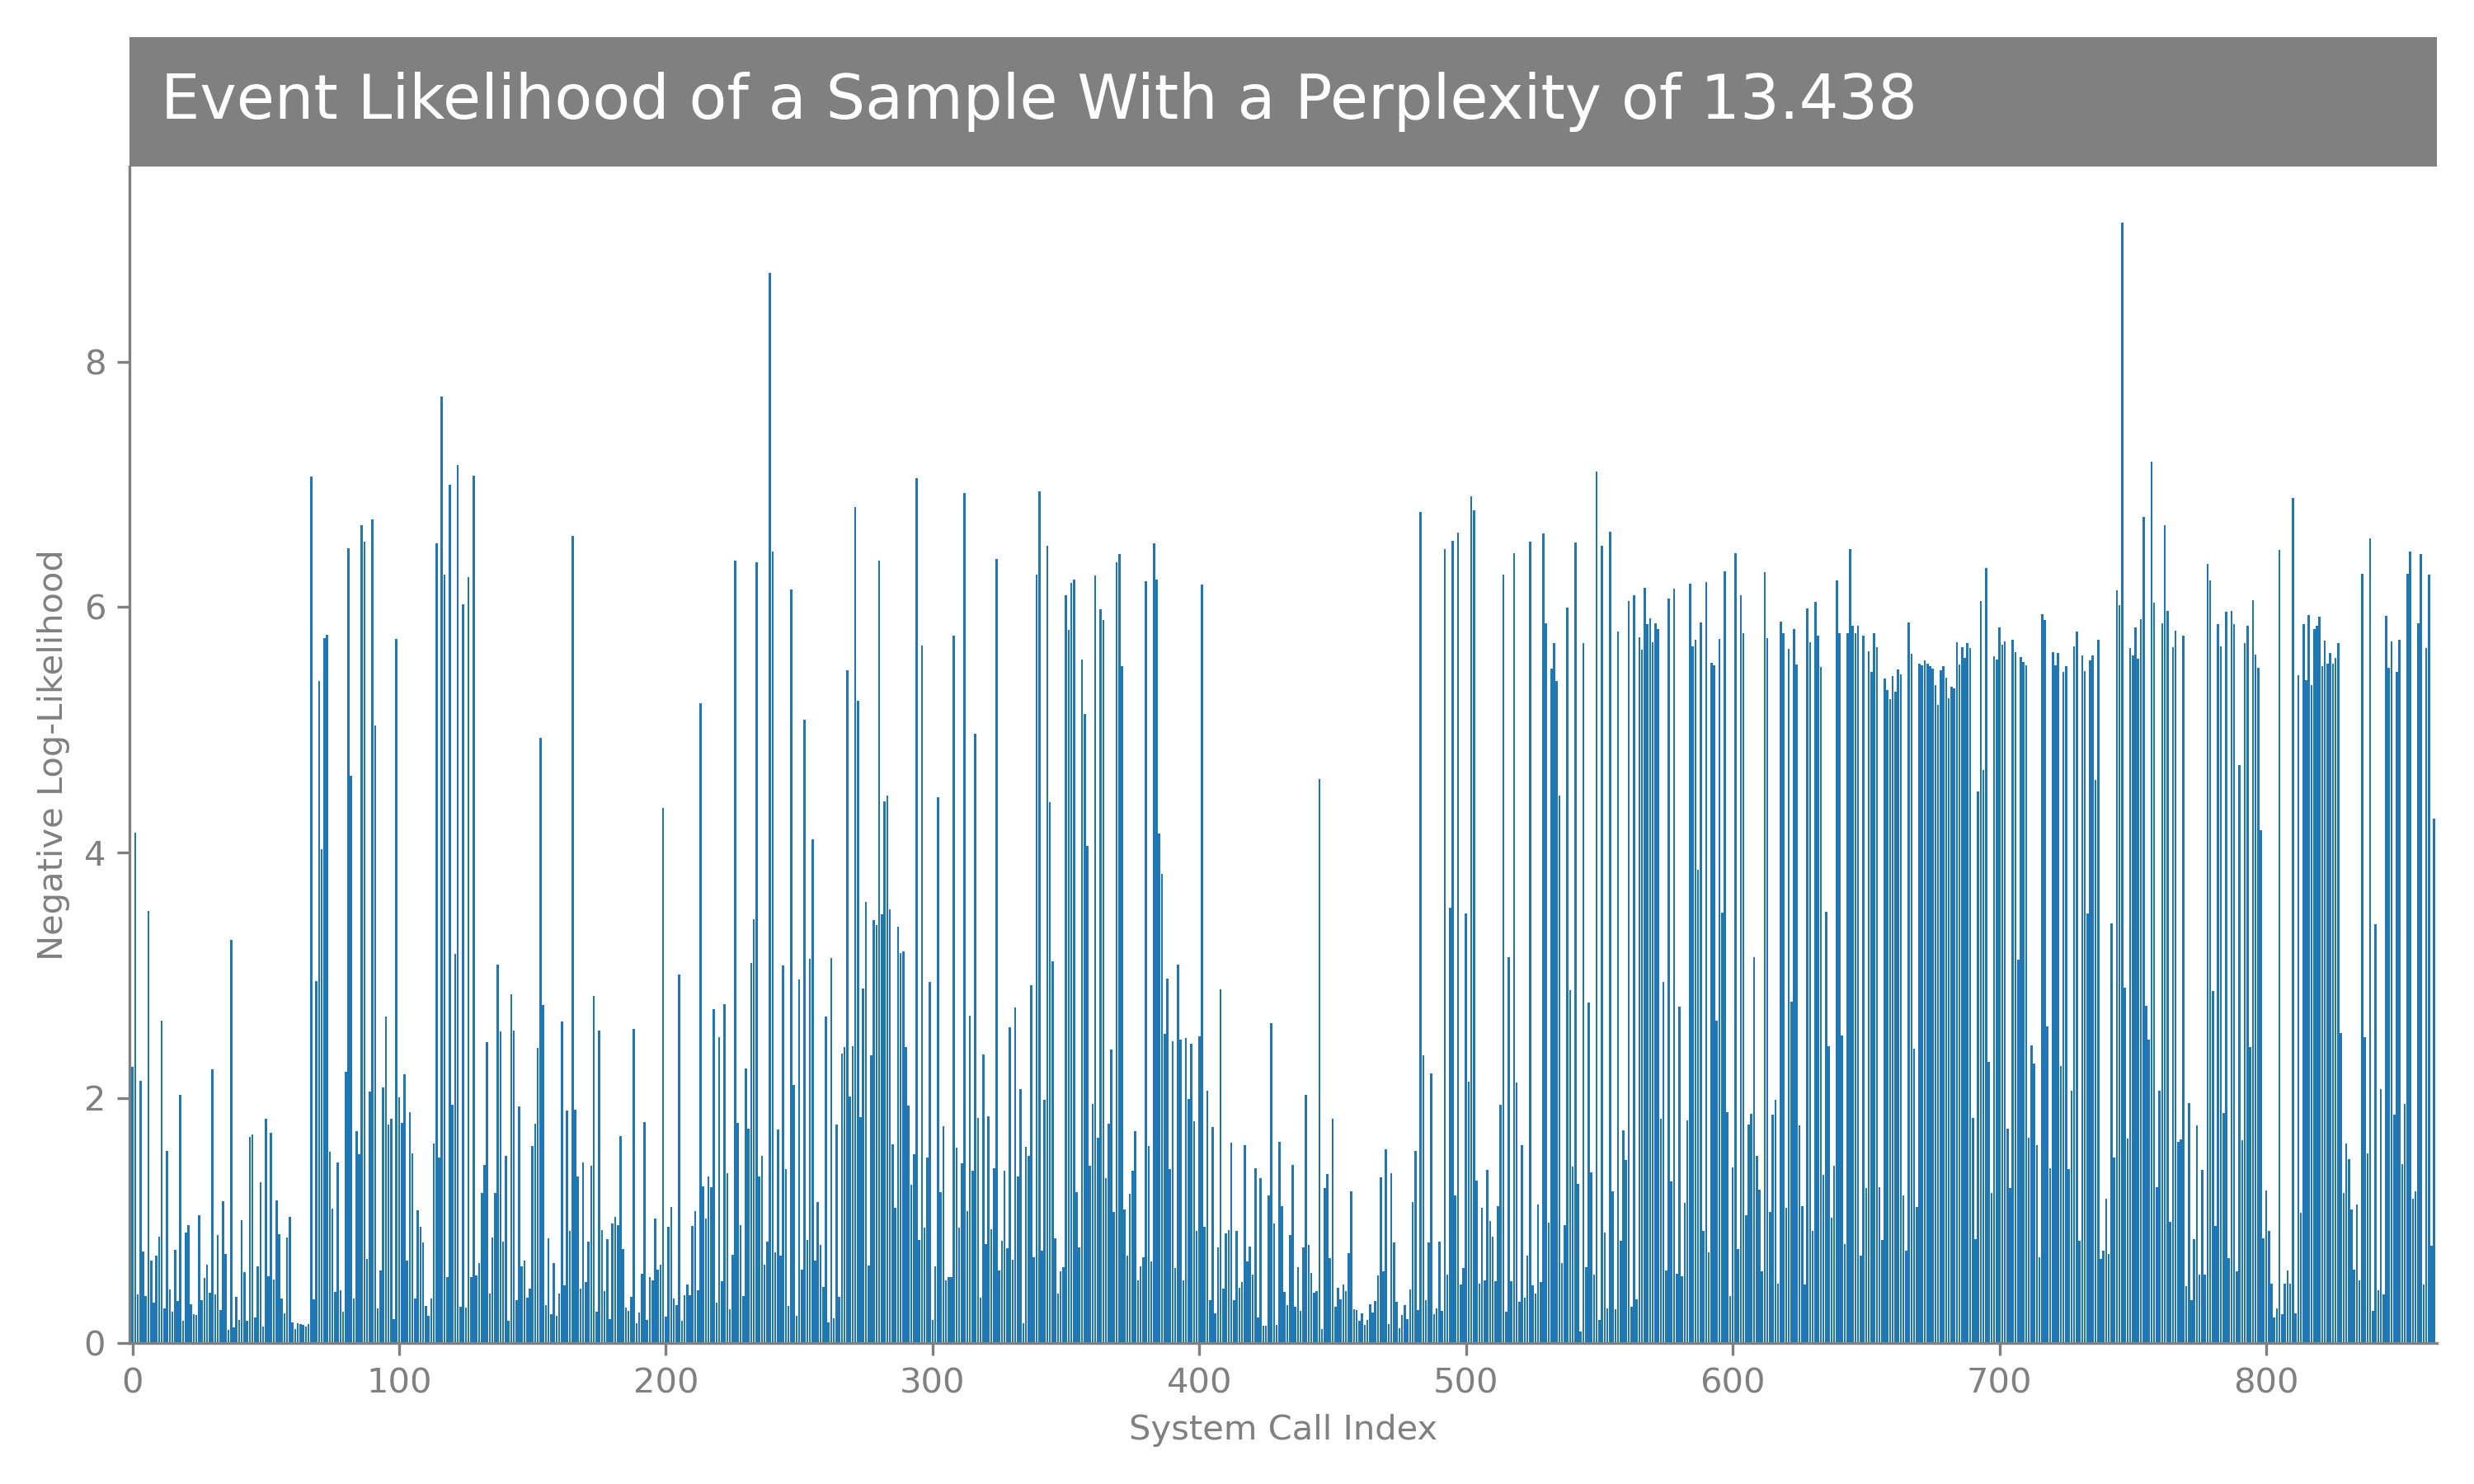 Event Likelihood of a Sample With a Perplexity of 13.438
Negative Log-Likelihood
8
6
4
2
0
0 100 200 300 400 500 600 700 800
System Call Index